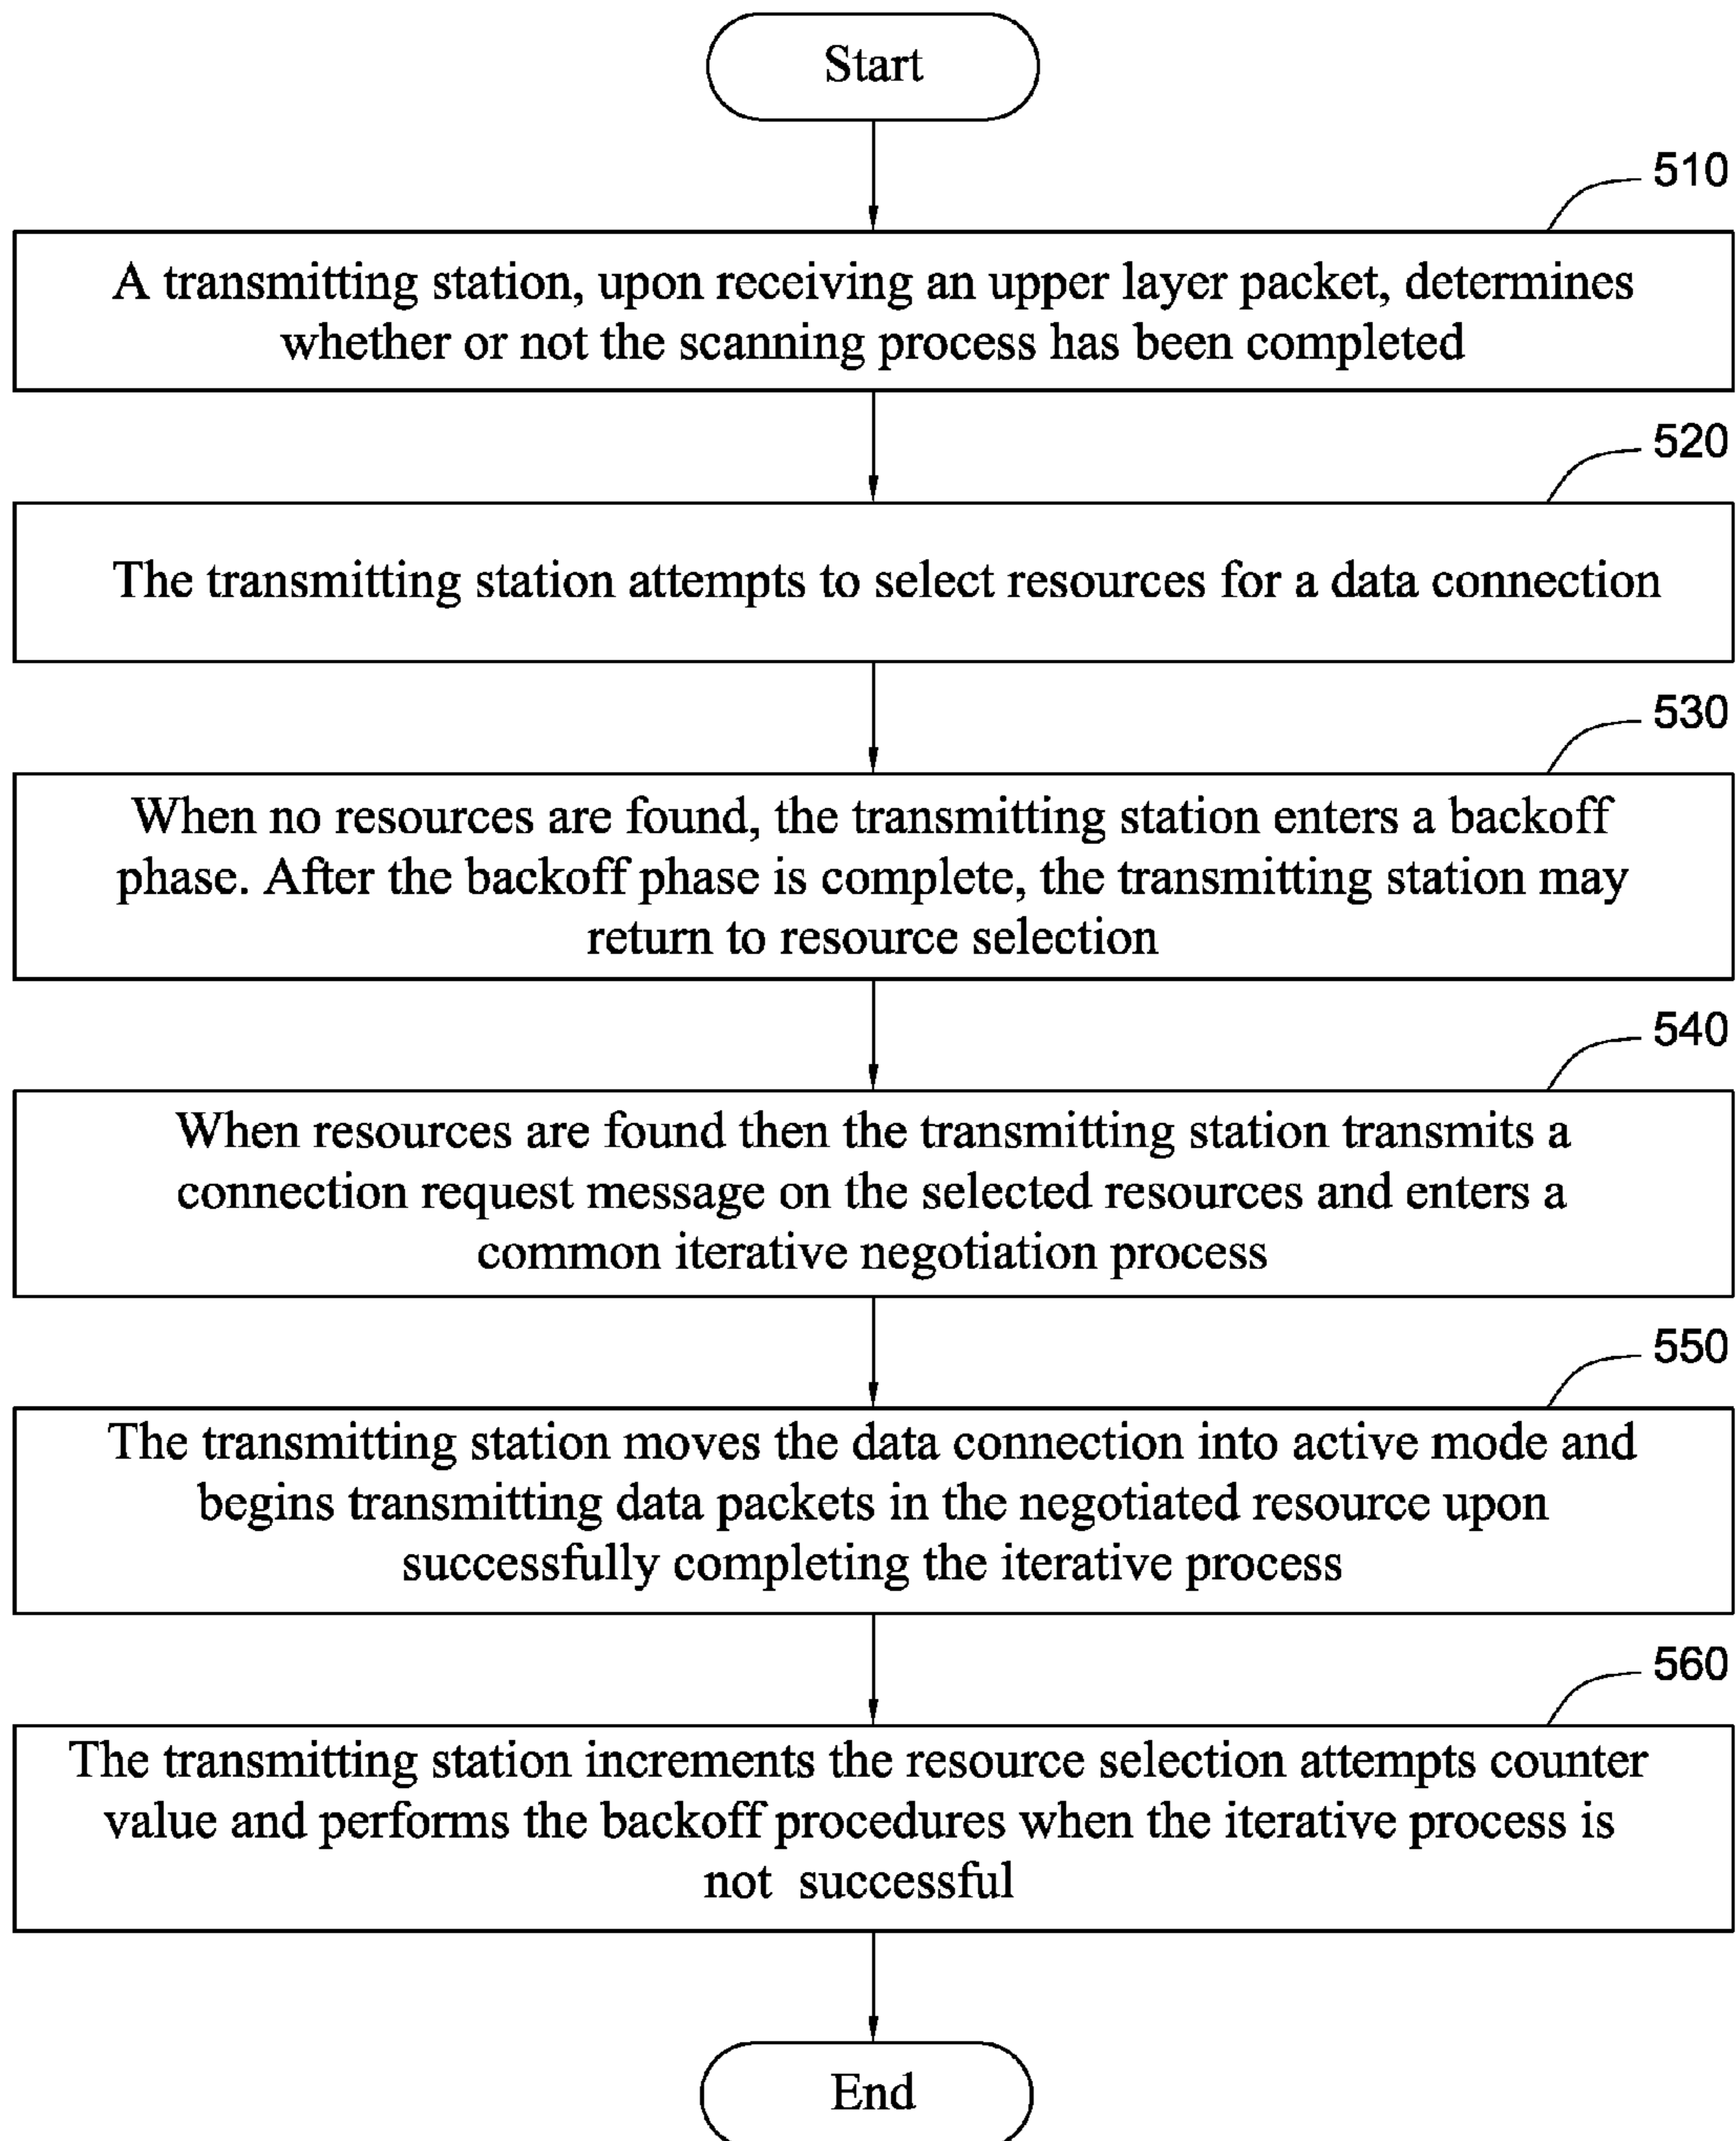 Start
510
A transmitting station, upon receiving an upper layer packet, determines
whether or not the scanning process has been completed
520
The transmitting station attempts to select resources for a data connection
530
When no resources are found, the transmitting station enters a backoff
phase. After the backoff phase is complete, the transmitting station may
return to resource selection
540
When resources are found then the transmitting station transmits a
connection request message on the selected resources and enters a
common iterative negotiation process
550
The transmitting station moves the data connection into active mode and
begins transmitting data packets in the negotiated resource upon
successfully completing the iterative process
560
The transmitting station increments the resource selection attempts counter
value and performs the backoff procedures when the iterative process is
not successful
End